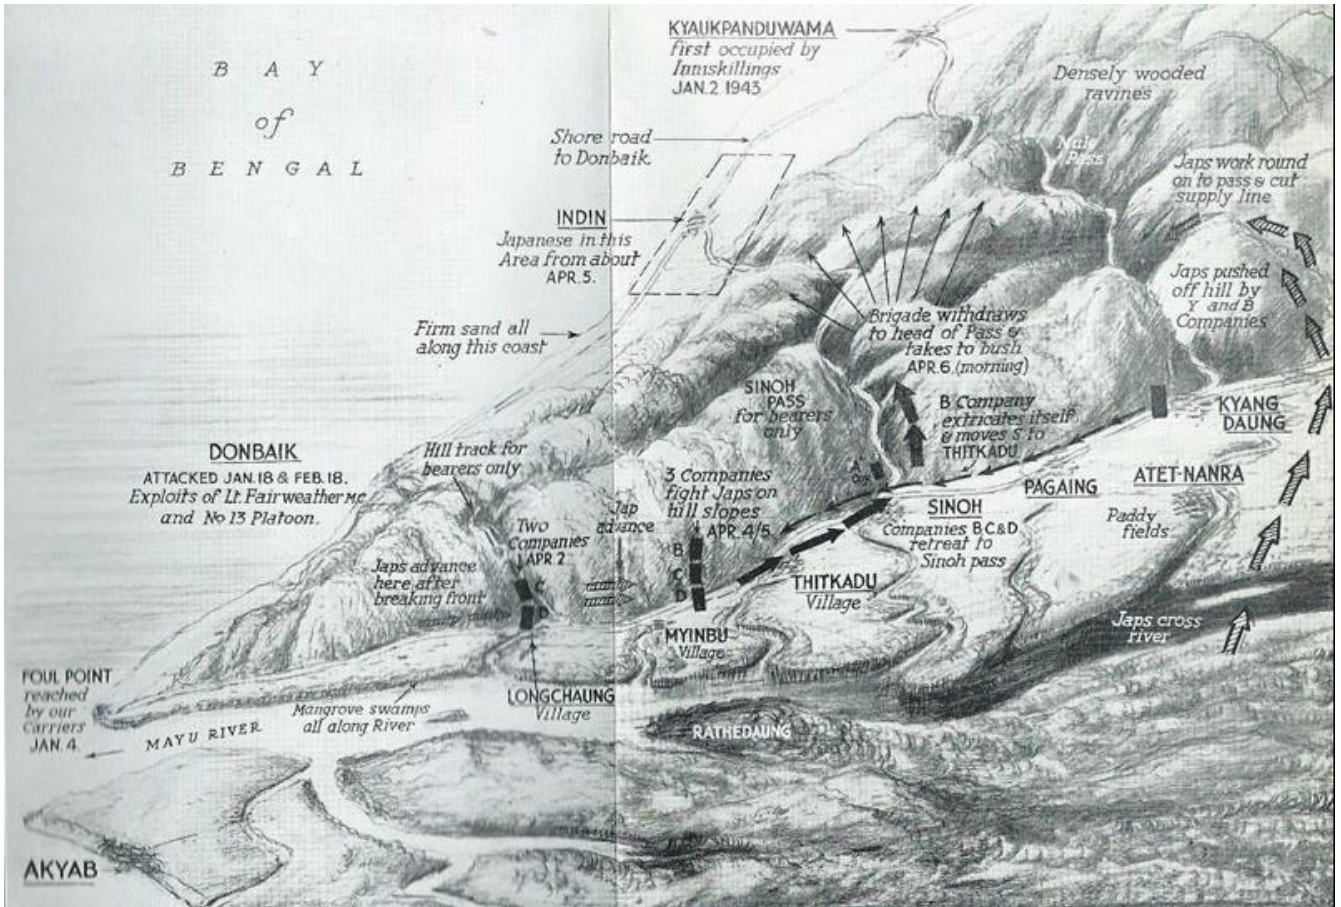 BAY
of
BENGAL
KYAUKPANDUWAMA
first occupied by
Inniskillings
JAN. 2 1943
Densely wooded
ravines
Shore road
to Donbaik
Nule
Pass
Japs work round
on to pass & cut
supply line
INDIN
Japanese in this
Area from about
APR. 5.
Japs pushed
off hill by
Y and B
Companies
Firm sand all
along this coast
Brigade withdraws
to head of Pass &
takes to bush
APR. 6. (morning)
SINOH
PASS
for bearers
only
B Company
extricates itself
& moves S. to
THITKADU
KYANG
DAUNG
DONBAIK
ATTACKED JAN. 18 & FEB. 18.
Exploits of Lt. Fairweather M.C.
and No 13 Platoon.
Hill track for
bearers only
3 Companies
fight Japs on
hill slopes
APR. 4/5
A
Coy
PAGAING
ATET-NANRA
Jap
advance
Two
Companies
APR 2
SINOH
Companies B.C & D
retreat to
Sinoh pass
Paddy
fields
Japs advance
here after
breaking front
C
D
B
C
D
THITKADU
Village
Japs cross
river
MYINBU
Village
FOUL POINT
reached
by our
Carriers
JAN. 4.
LONGCHAUNG
Village
Mangrove swamps
all along River
MAYU RIVER
RATHEDAUNG
AKYAB